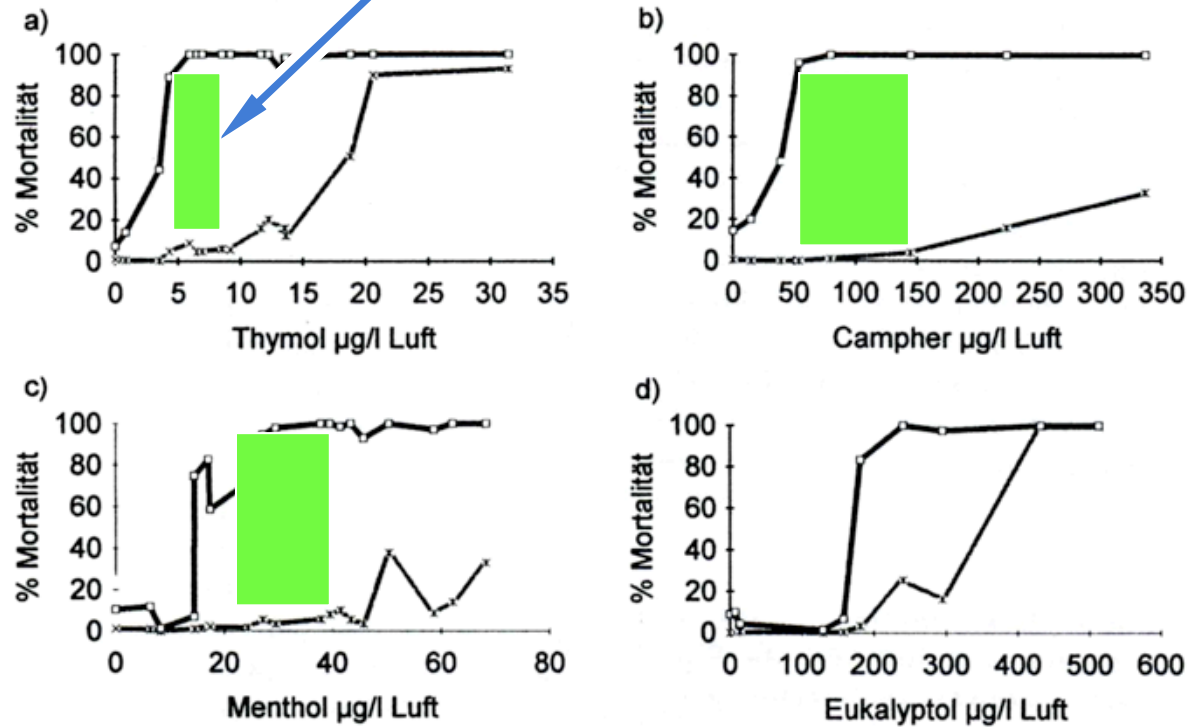 a)
% Mortalität
100
80
60
40
20
0
0 5 10 15 20 25 30 35
Thymol µg/l Luft
b)
% Mortalität
100
80
60
40
20
0
0 50 100 150 200 250 300 350
Campher µg/l Luft
c)
% Mortalität
100
80
60
40
20
0
0 20 40 60 80
Menthol µg/l Luft
d)
% Mortalität
100
80
60
40
20
0
0 100 200 300 400 500 600
Eukalyptol µg/l Luft